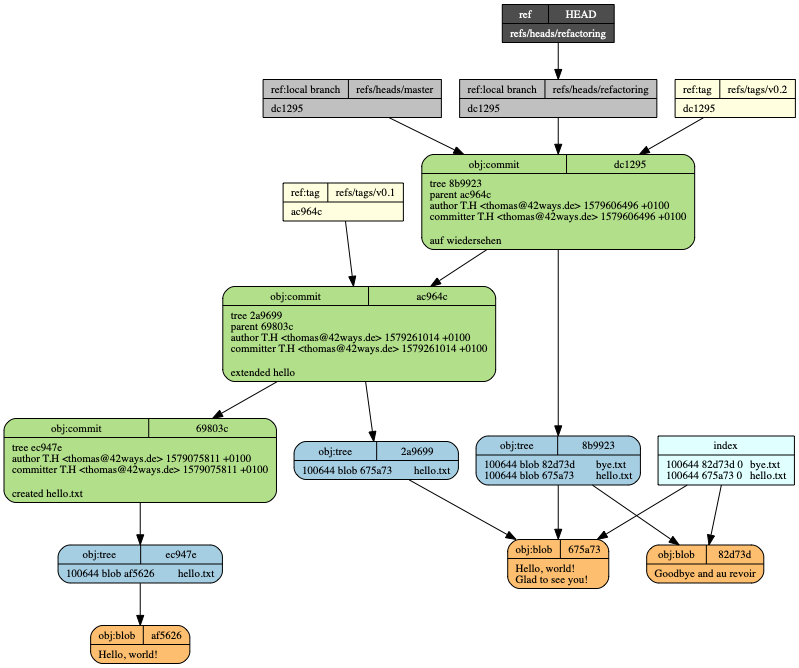 ref HEAD
refs/heads/refactoring
ref:local branch refs/heads/master
dc1295
ref:local branch refs/heads/refactoring
dc1295
ref:tag refs/tags/v0.2
dc1295
obj:commit dc1295
tree 8b9923
parent ac964c
author T.H <thomas@42ways.de> 1579606496 +0100
committer T.H <thomas@42ways.de> 1579606496 +0100
auf wiedersehen
ref:tag refs/tags/v0.1
ac964c
obj:commit ac964c
tree 2a9699
parent 69803c
author T.H <thomas@42ways.de> 1579261014 +0100
committer T.H <thomas@42ways.de> 1579261014 +0100
extended hello
obj:commit 69803c
tree ec947e
author T.H <thomas@42ways.de> 1579075811 +0100
committer T.H <thomas@42ways.de> 1579075811 +0100
created hello.txt
obj:tree 2a9699
100644 blob 675a73 hello.txt
obj:tree 8b9923
100644 blob 82d73d bye.txt
100644 blob 675a73 hello.txt
index
100644 82d73d 0 bye.txt
100644 675a73 0 hello.txt
obj:tree ec947e
100644 blob af5626 hello.txt
obj:blob 675a73
Hello, world!
Glad to see you!
obj:blob 82d73d
Goodbye and au revoir
obj:blob af5626
Hello, world!